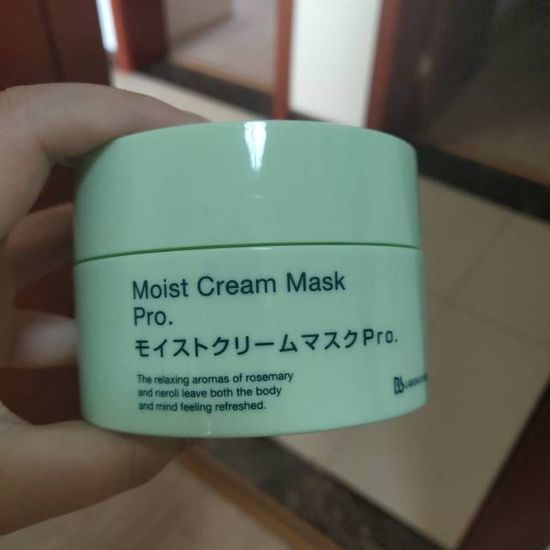 Moist Cream Mask
Pro.
モイストクリームマスクPro.
The relaxing aromas of rosemary
and neroli leave both the body
and mind feeling refreshed.